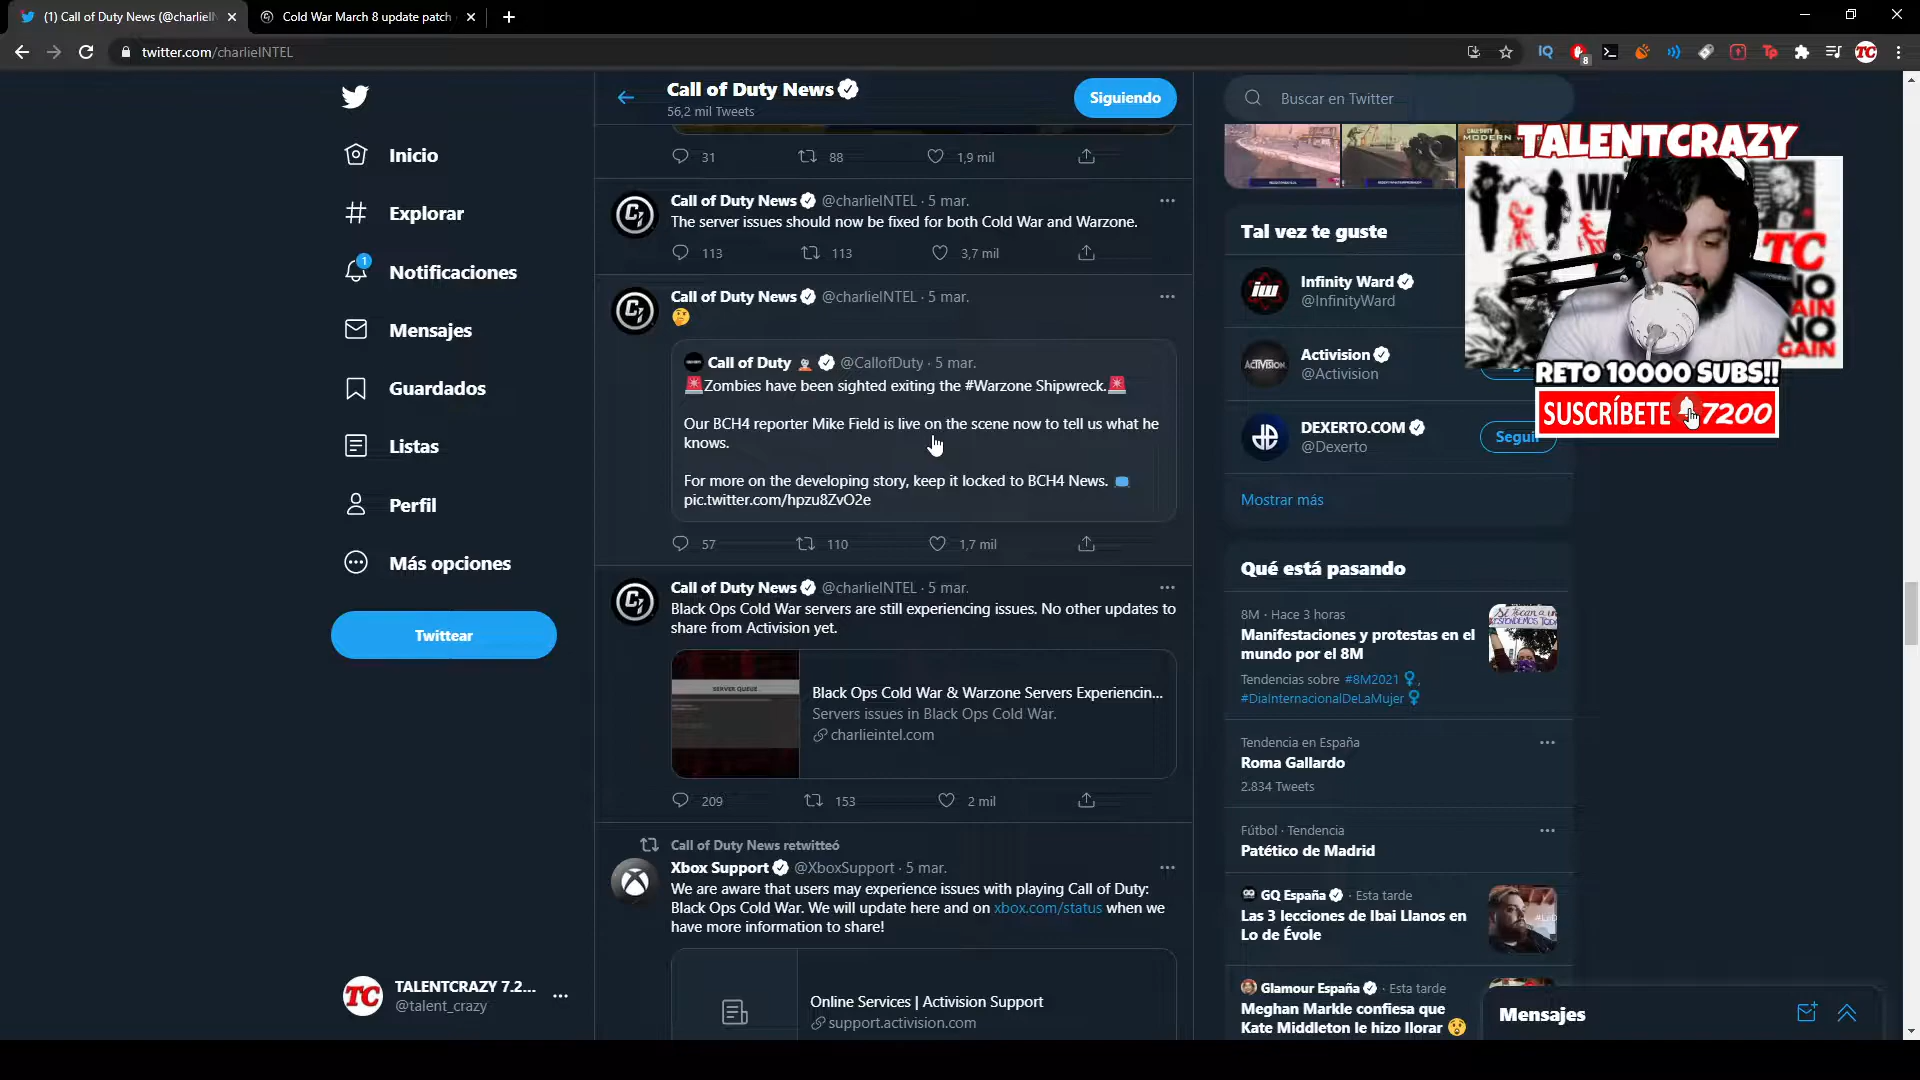 (1) Call of Duty News (@charlieIN
Cold War March 8 update patch
twitter.com/charlieINTEL
8
TC
Inicio
Explorar
1
Notificaciones
Mensajes
Listas
Guardados
Perfil
Más opciones
Twittear
TALENTCRAZY 7.2...
@talent_crazy
TC
Call of Duty News
56,2 mil Tweets
Siguiendo
31 88 1,9 mil
Call of Duty News @charlieINTEL · 5 mar.
The server issues should now be fixed for both Cold War and Warzone.
113 113 3,7 mil
Call of Duty News @charlieINTEL · 5 mar.
🤔
Call of Duty @CallofDuty · 5 mar.
🚨Zombies have been sighted exiting the #Warzone Shipwreck.🚨
Our BCH4 reporter Mike Field is live on the scene now to tell us what he
knows.
For more on the developing story, keep it locked to BCH4 News.
pic.twitter.com/hpzu8ZvO2e
57 110 1,7 mil
Call of Duty News @charlieINTEL · 5 mar.
Black Ops Cold War servers are still experiencing issues. No other updates to
share from Activision yet.
SERVER QUEUE
Black Ops Cold War & Warzone Servers Experiencin...
Servers issues in Black Ops Cold War.
charlieintel.com
209 153 2 mil
Call of Duty News retwitteó
Xbox Support @XboxSupport · 5 mar.
We are aware that users may experience issues with playing Call of Duty:
Black Ops Cold War. We will update here and on xbox.com/status when we
have more information to share!
Online Services | Activision Support
support.activision.com
Buscar en Twitter
MODERN
Tal vez te guste
iw
Infinity Ward
@InfinityWard
ACTIVISION
Activision
@Activision
DEXERTO.COM
@Dexerto
Seguir
Mostrar más
Qué está pasando
8M · Hace 3 horas
Manifestaciones y protestas en el
mundo por el 8M
Tendencias sobre #8M2021 ,
#DiaInternacionalDeLaMujer
Tendencia en España
Roma Gallardo
2.834 Tweets
Fútbol · Tendencia
Patético de Madrid
GQ España · Esta tarde
Las 3 lecciones de Ibai Llanos en
Lo de Évole
Glamour España · Esta tarde
Meghan Markle confiesa que
Kate Middleton le hizo llorar 😲
Mensajes
TALENTCRAZY
WA
TC
NO
GAIN
NO
GAIN
RETO 10000 SUBS!!
SUSCRÍBETE 7200